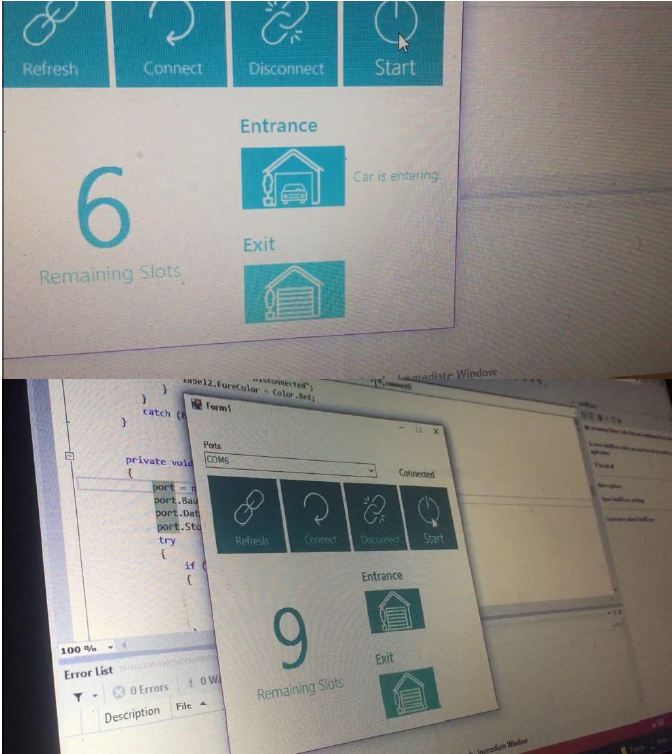 Refresh Connect Disconnect Start
Entrance
Car is entering.
6
Remaining Slots
Exit
Immediate Window
label2.ForeColor = Color.Red;
}
}
catch (
}
Form1
Ports
COM6
Connected
private void
{
port =
port.Bau
port.Dat
port.Sto
try
{
if (
{
Refresh Connect Disconnect Start
Entrance
9
Remaining Slots
Exit
100 %
Error List
0 Errors
Description File
Immediate Window